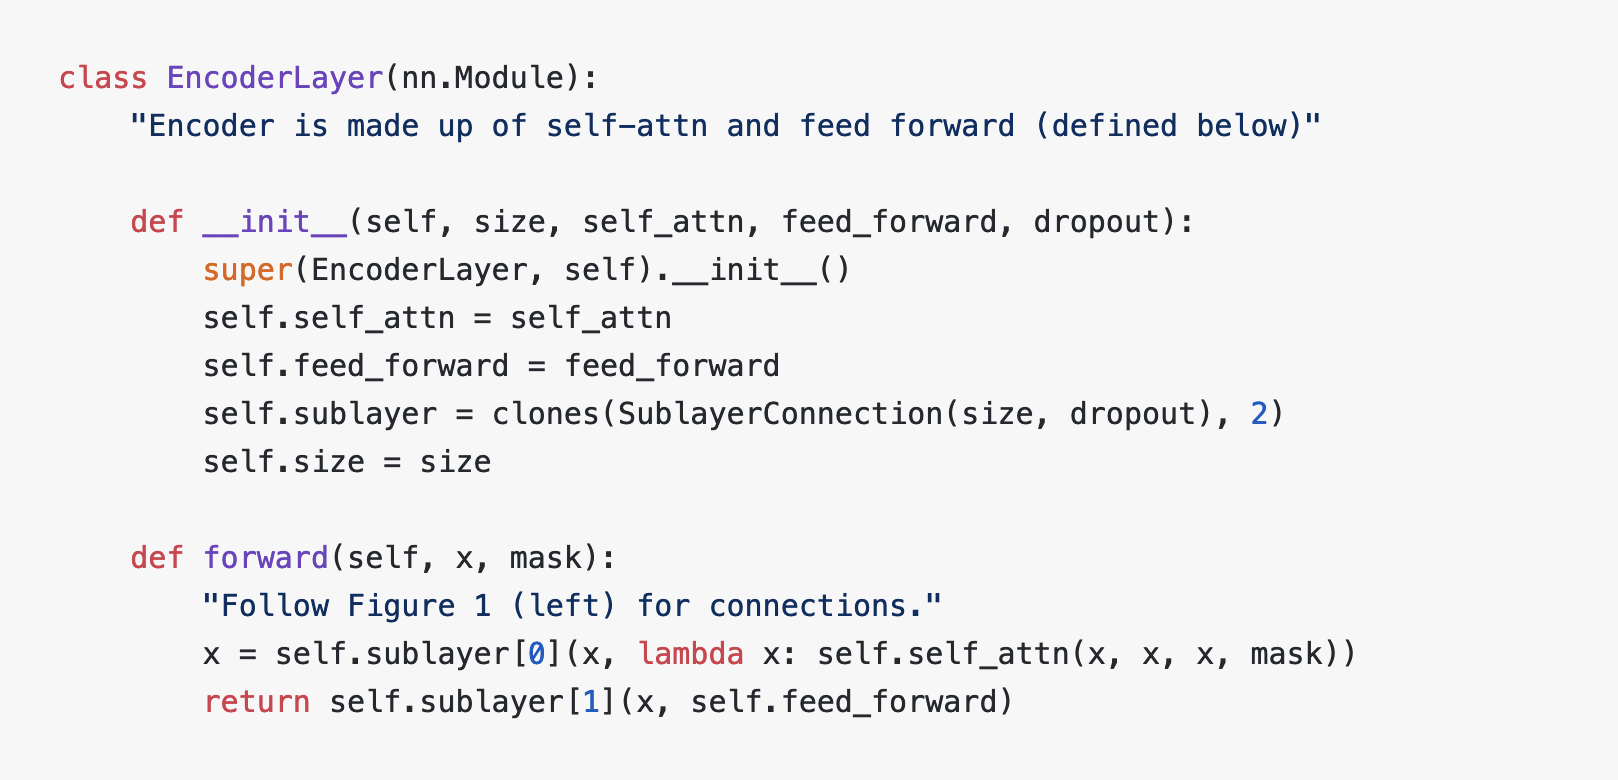 class EncoderLayer(nn.Module):
    "Encoder is made up of self-attn and feed forward (defined below)"

    def __init__(self, size, self_attn, feed_forward, dropout):
        super(EncoderLayer, self).__init__()
        self.self_attn = self_attn
        self.feed_forward = feed_forward
        self.sublayer = clones(SublayerConnection(size, dropout), 2)
        self.size = size

    def forward(self, x, mask):
        "Follow Figure 1 (left) for connections."
        x = self.sublayer[0](x, lambda x: self.self_attn(x, x, x, mask))
        return self.sublayer[1](x, self.feed_forward)